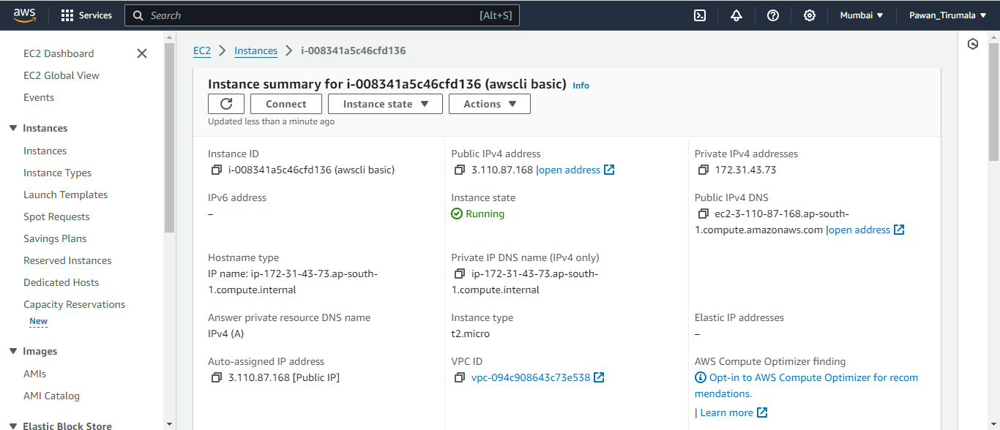 aws
Services
Search
[Alt+S]
Mumbai
Pawan_Tirumala
EC2 Dashboard
EC2 Global View
Events
Instances
Instances
Instance Types
Launch Templates
Spot Requests
Savings Plans
Reserved Instances
Dedicated Hosts
Capacity Reservations
New
Images
AMIs
AMI Catalog
Elastic Block Store
EC2 > Instances > i-008341a5c46cfd136
Instance summary for i-008341a5c46cfd136 (awscli basic) Info
Connect
Instance state
Actions
Updated less than a minute ago
Instance ID
i-008341a5c46cfd136 (awscli basic)
Public IPv4 address
3.110.87.168 |open address
Private IPv4 addresses
172.31.43.73
IPv6 address
–
Instance state
Running
Public IPv4 DNS
ec2-3-110-87-168.ap-south-
1.compute.amazonaws.com |open address
Hostname type
IP name: ip-172-31-43-73.ap-south-
1.compute.internal
Private IP DNS name (IPv4 only)
ip-172-31-43-73.ap-south-
1.compute.internal
Answer private resource DNS name
IPv4 (A)
Instance type
t2.micro
Elastic IP addresses
–
Auto-assigned IP address
3.110.87.168 [Public IP]
VPC ID
vpc-094c908643c73e538
AWS Compute Optimizer finding
Opt-in to AWS Compute Optimizer for recom
mendations.
| Learn more